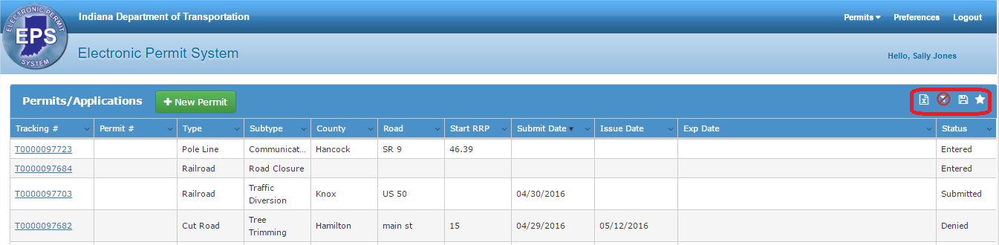 ELECTRONIC PERMIT
EPS
SYSTEM
Indiana Department of Transportation
Permits Preferences Logout
Electronic Permit System
Hello, Sally Jones
Permits/Applications + New Permit
Tracking # Permit # Type Subtype County Road Start RRP Submit Date Issue Date Exp Date Status
T0000097723 Pole Line Communicat... Hancock SR 9 46.39 Entered
T0000097684 Railroad Road Closure Entered
T0000097703 Railroad Traffic Diversion Knox US 50 04/30/2016 Submitted
T0000097682 Cut Road Tree Trimming Hamilton main st 15 04/29/2016 05/12/2016 Denied